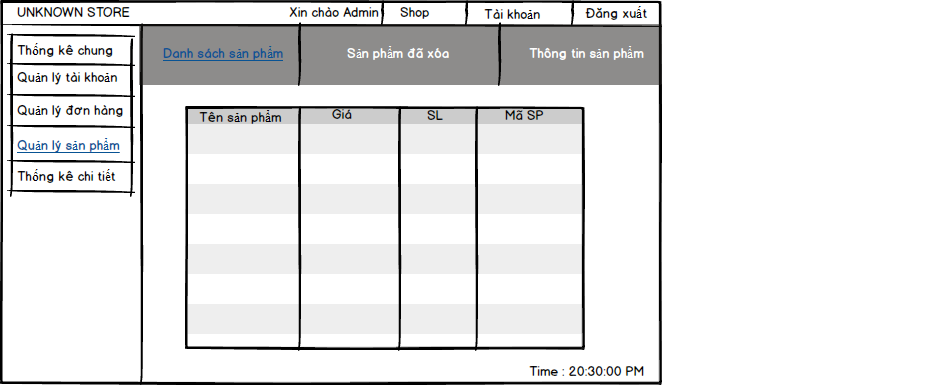 UNKNOWN STORE Xin chào Admin Shop Tài khoản Đăng xuất
Thống kê chung
Quản lý tài khoản
Quản lý đơn hàng
Quản lý sản phẩm
Thống kê chi tiết
Danh sách sản phẩm Sản phẩm đã xóa Thông tin sản phẩm
Tên sản phẩm Giá SL Mã SP
Time : 20:30:00 PM